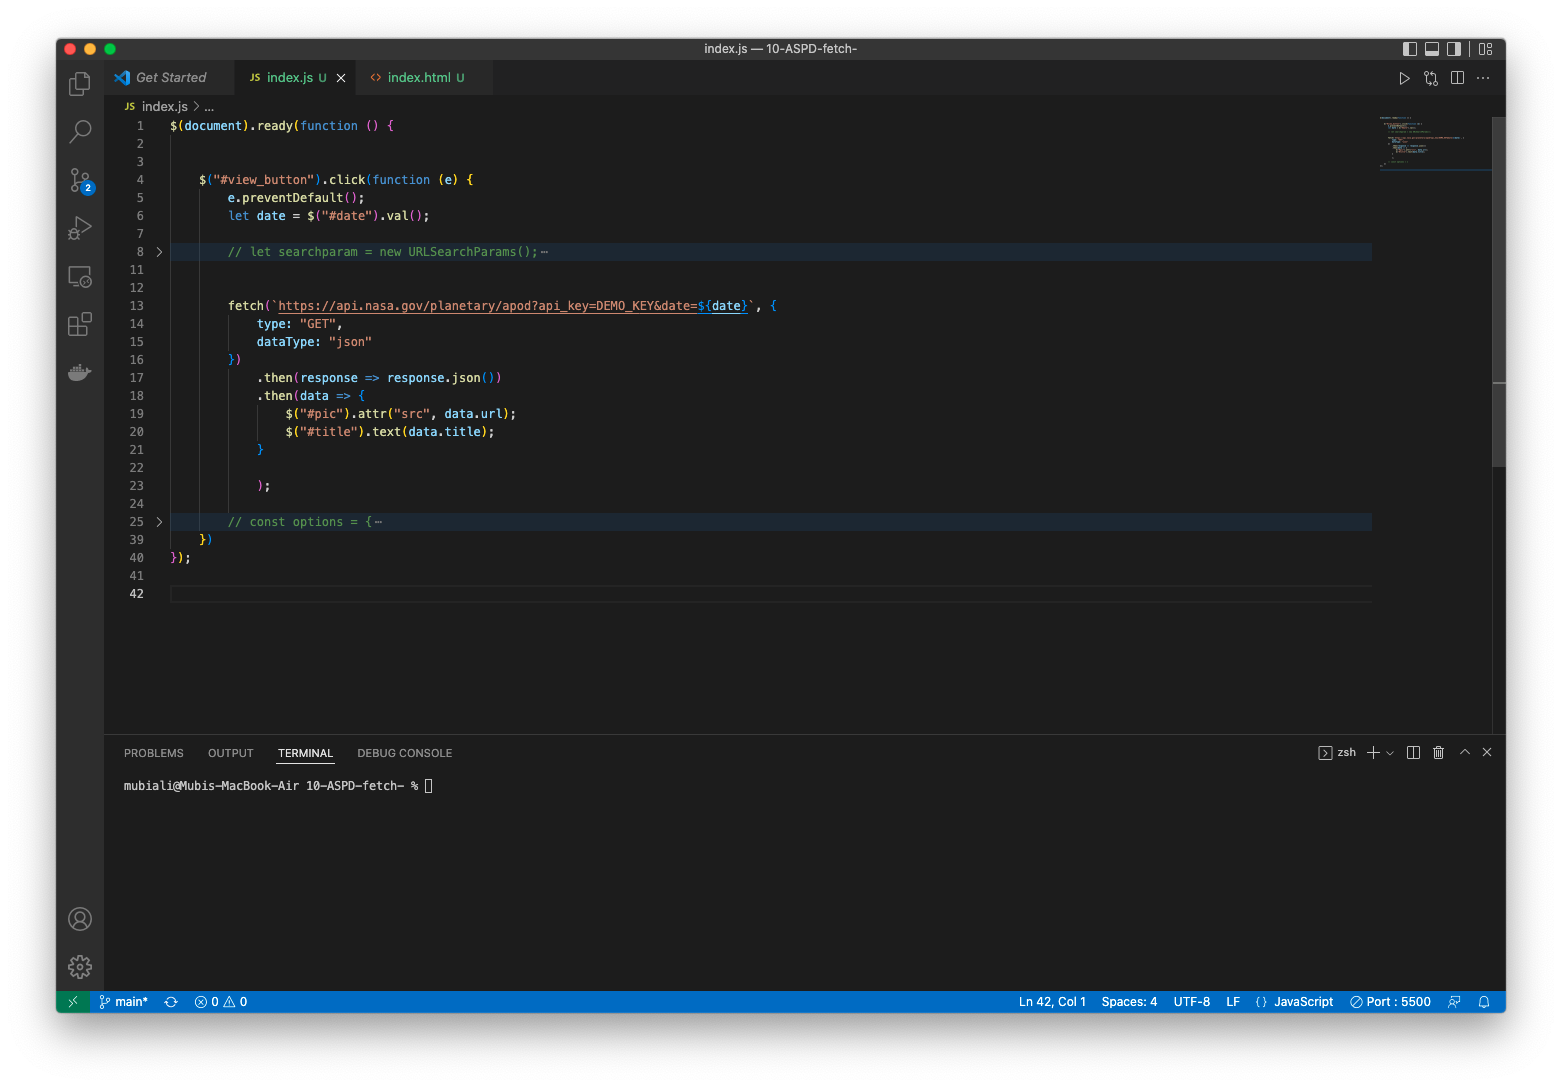 index.js — 10-ASPD-fetch-
Get Started
JS index.js U
<> index.html U
JS index.js > ...
1 $(document).ready(function () {
2
3
4 $("#view_button").click(function (e) {
5 e.preventDefault();
6 let date = $("#date").val();
7
8 // let searchparam = new URLSearchParams();⋯
11
12
13 fetch(`https://api.nasa.gov/planetary/apod?api_key=DEMO_KEY&date=${date}`, {
14 type: "GET",
15 dataType: "json"
16 })
17 .then(response => response.json())
18 .then(data => {
19 $("#pic").attr("src", data.url);
20 $("#title").text(data.title);
21 }
22
23 );
24
25 // const options = {⋯
39 })
40 });
41
42
2
PROBLEMS OUTPUT TERMINAL DEBUG CONSOLE
zsh
mubiali@Mubis-MacBook-Air 10-ASPD-fetch- %
main* 0 0
Ln 42, Col 1 Spaces: 4 UTF-8 LF {} JavaScript Port : 5500